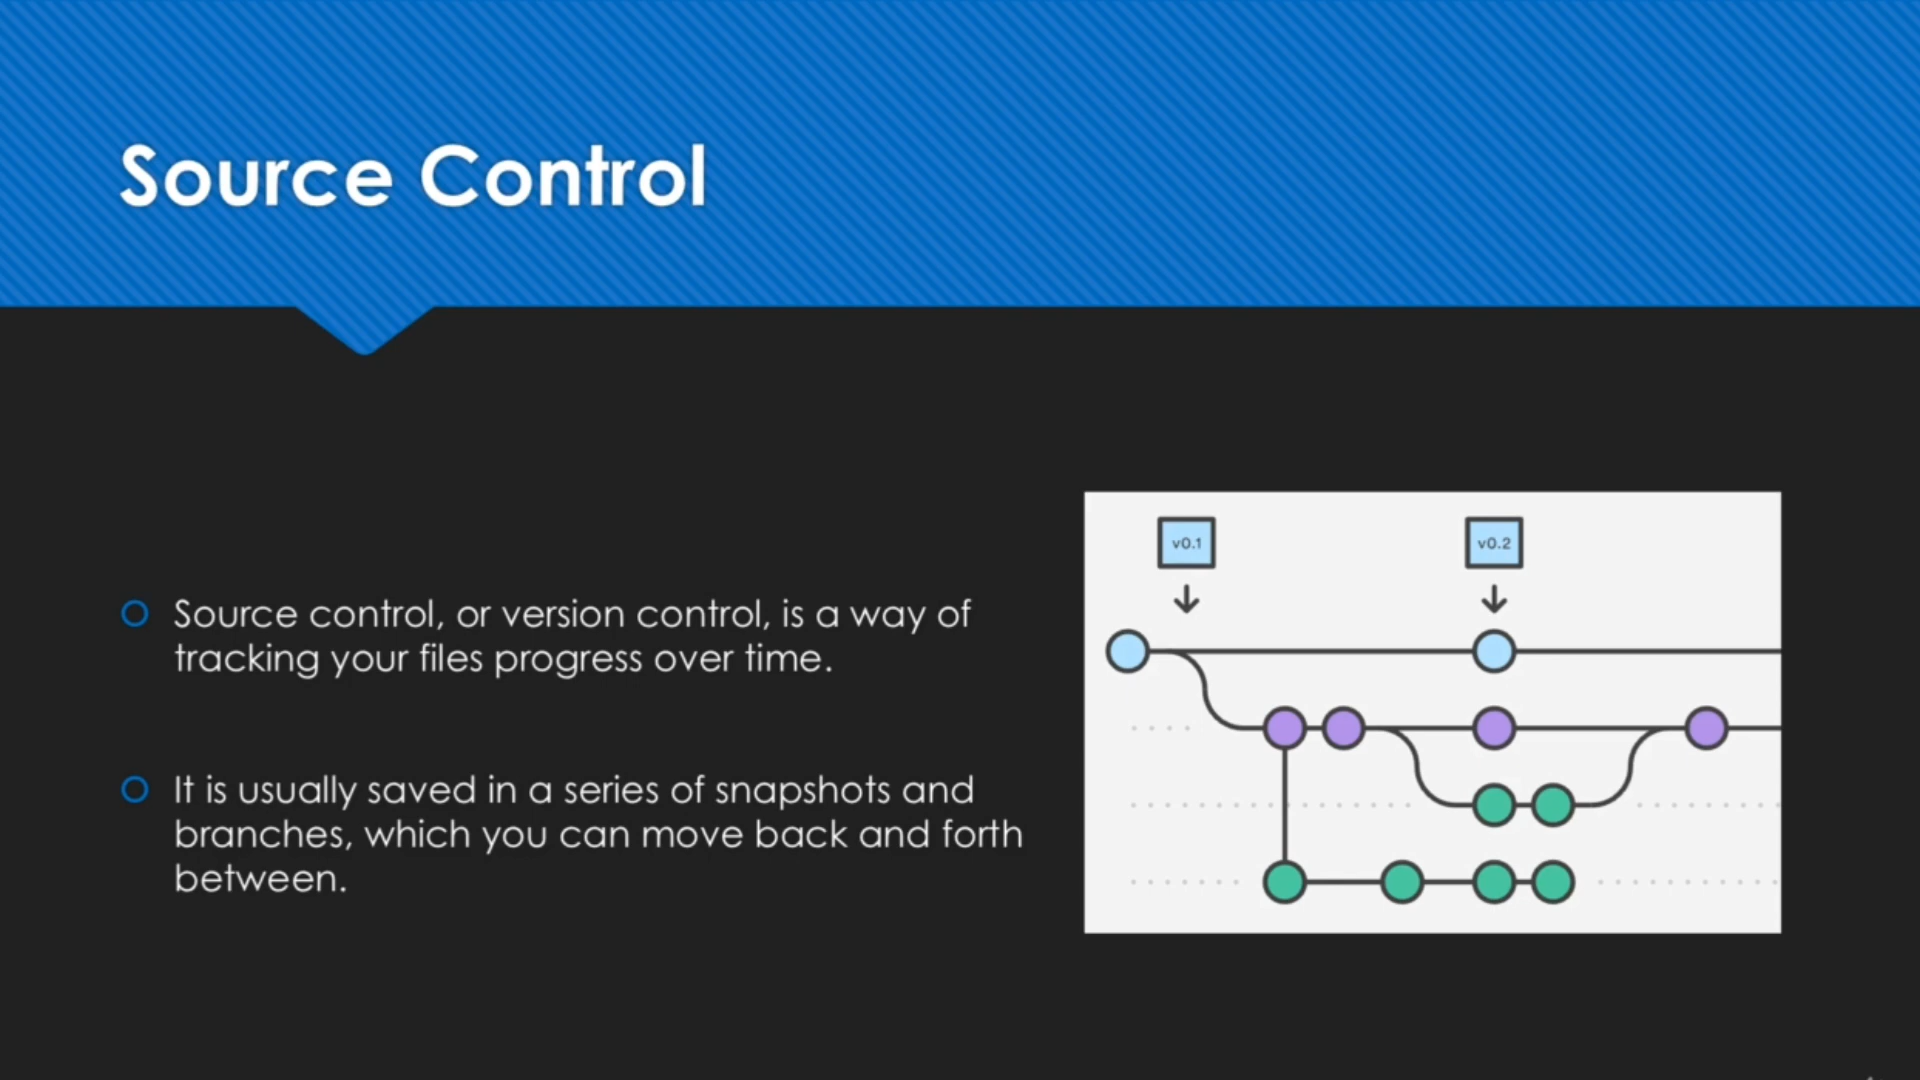 Source Control
Source control, or version control, is a way of
tracking your files progress over time.
It is usually saved in a series of snapshots and
branches, which you can move back and forth
between.
v0.1
v0.2